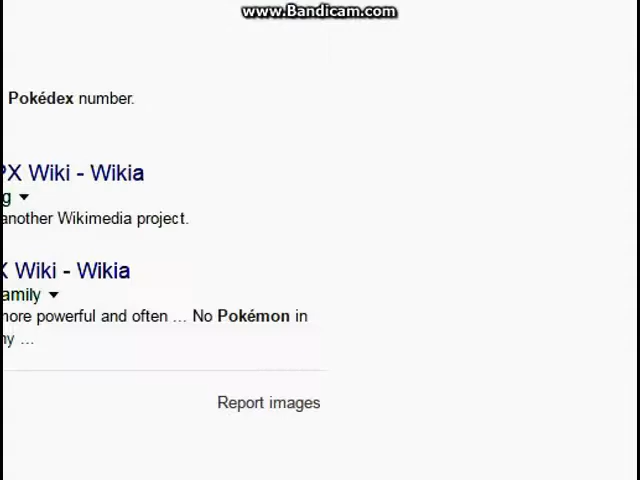 www.Bandicam.com
Pokédex number.
PX Wiki - Wikia
g
another Wikimedia project.
X Wiki - Wikia
amily
more powerful and often ... No Pokémon in
ny ...
Report images